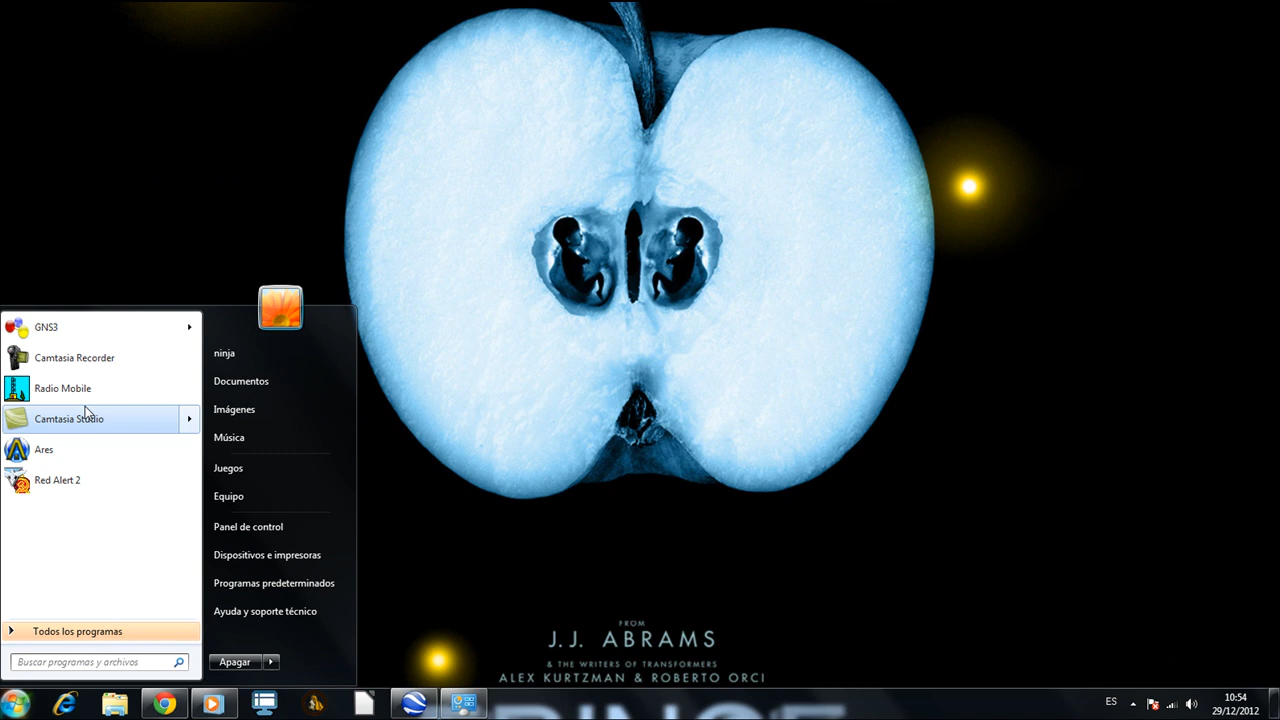 GNS3
Camtasia Recorder
Radio Mobile
Camtasia Studio
Ares
Red Alert 2
Todos los programas
Buscar programas y archivos
ninja
Documentos
Imágenes
Música
Juegos
Equipo
Panel de control
Dispositivos e impresoras
Programas predeterminados
Ayuda y soporte técnico
Apagar
FROM
J.J. ABRAMS
& THE WRITERS OF TRANSFORMERS
ALEX KURTZMAN & ROBERTO ORCI
ES
10:54
29/12/2012